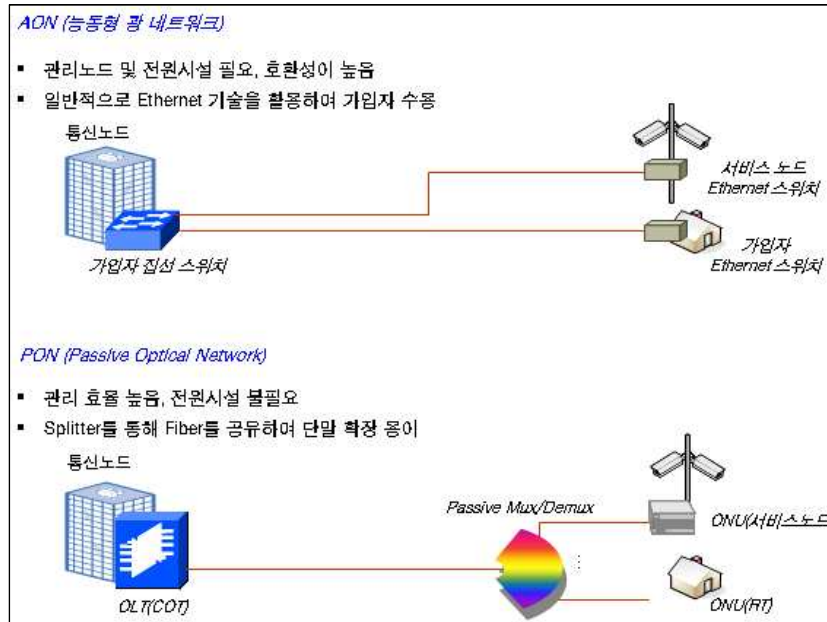 AON (능동형 광 네트워크)
▪ 관리노드 및 전원시설 필요, 호환성이 높음
▪ 일반적으로 Ethernet 기술을 활용하여 가입자 수용
통신노드
서비스 노드
Ethernet 스위치
가입자 집선 스위치
가입자
Ethernet 스위치
PON (Passive Optical Network)
▪ 관리 효율 높음, 전원시설 불필요
▪ Splitter를 통해 Fiber를 공유하여 단말 확장 용이
통신노드
Passive Mux/Demux
ONU(서비스노드
OLT(COT)
ONU(RT)